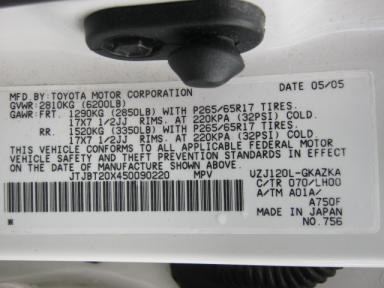 MFD. BY: TOYOTA MOTOR CORPORATION DATE 05/05
GVWR: 2810KG (6200LB)
GAWR: FRT. 1290KG (2850LB) WITH P265/65R17 TIRES.
17X7 1/2JJ RIMS. AT 220KPA (32PSI) COLD.
RR. 1520KG (3350LB) WITH P265/65R17 TIRES.
17X7 1/2JJ RIMS. AT 220KPA (32PSI) COLD.
THIS VEHICLE CONFORMS TO ALL APPLICABLE FEDERAL MOTOR
VEHICLE SAFETY AND THEFT PREVENTION STANDARDS IN EFFECT
ON THE DATE OF MANUFACTURE SHOWN ABOVE.
JTJBT20X450090220 MPV UZJ120L-GKAZKA
C/TR 070/LH00
A/TM A01A/
A750F
MADE IN JAPAN
NO.756